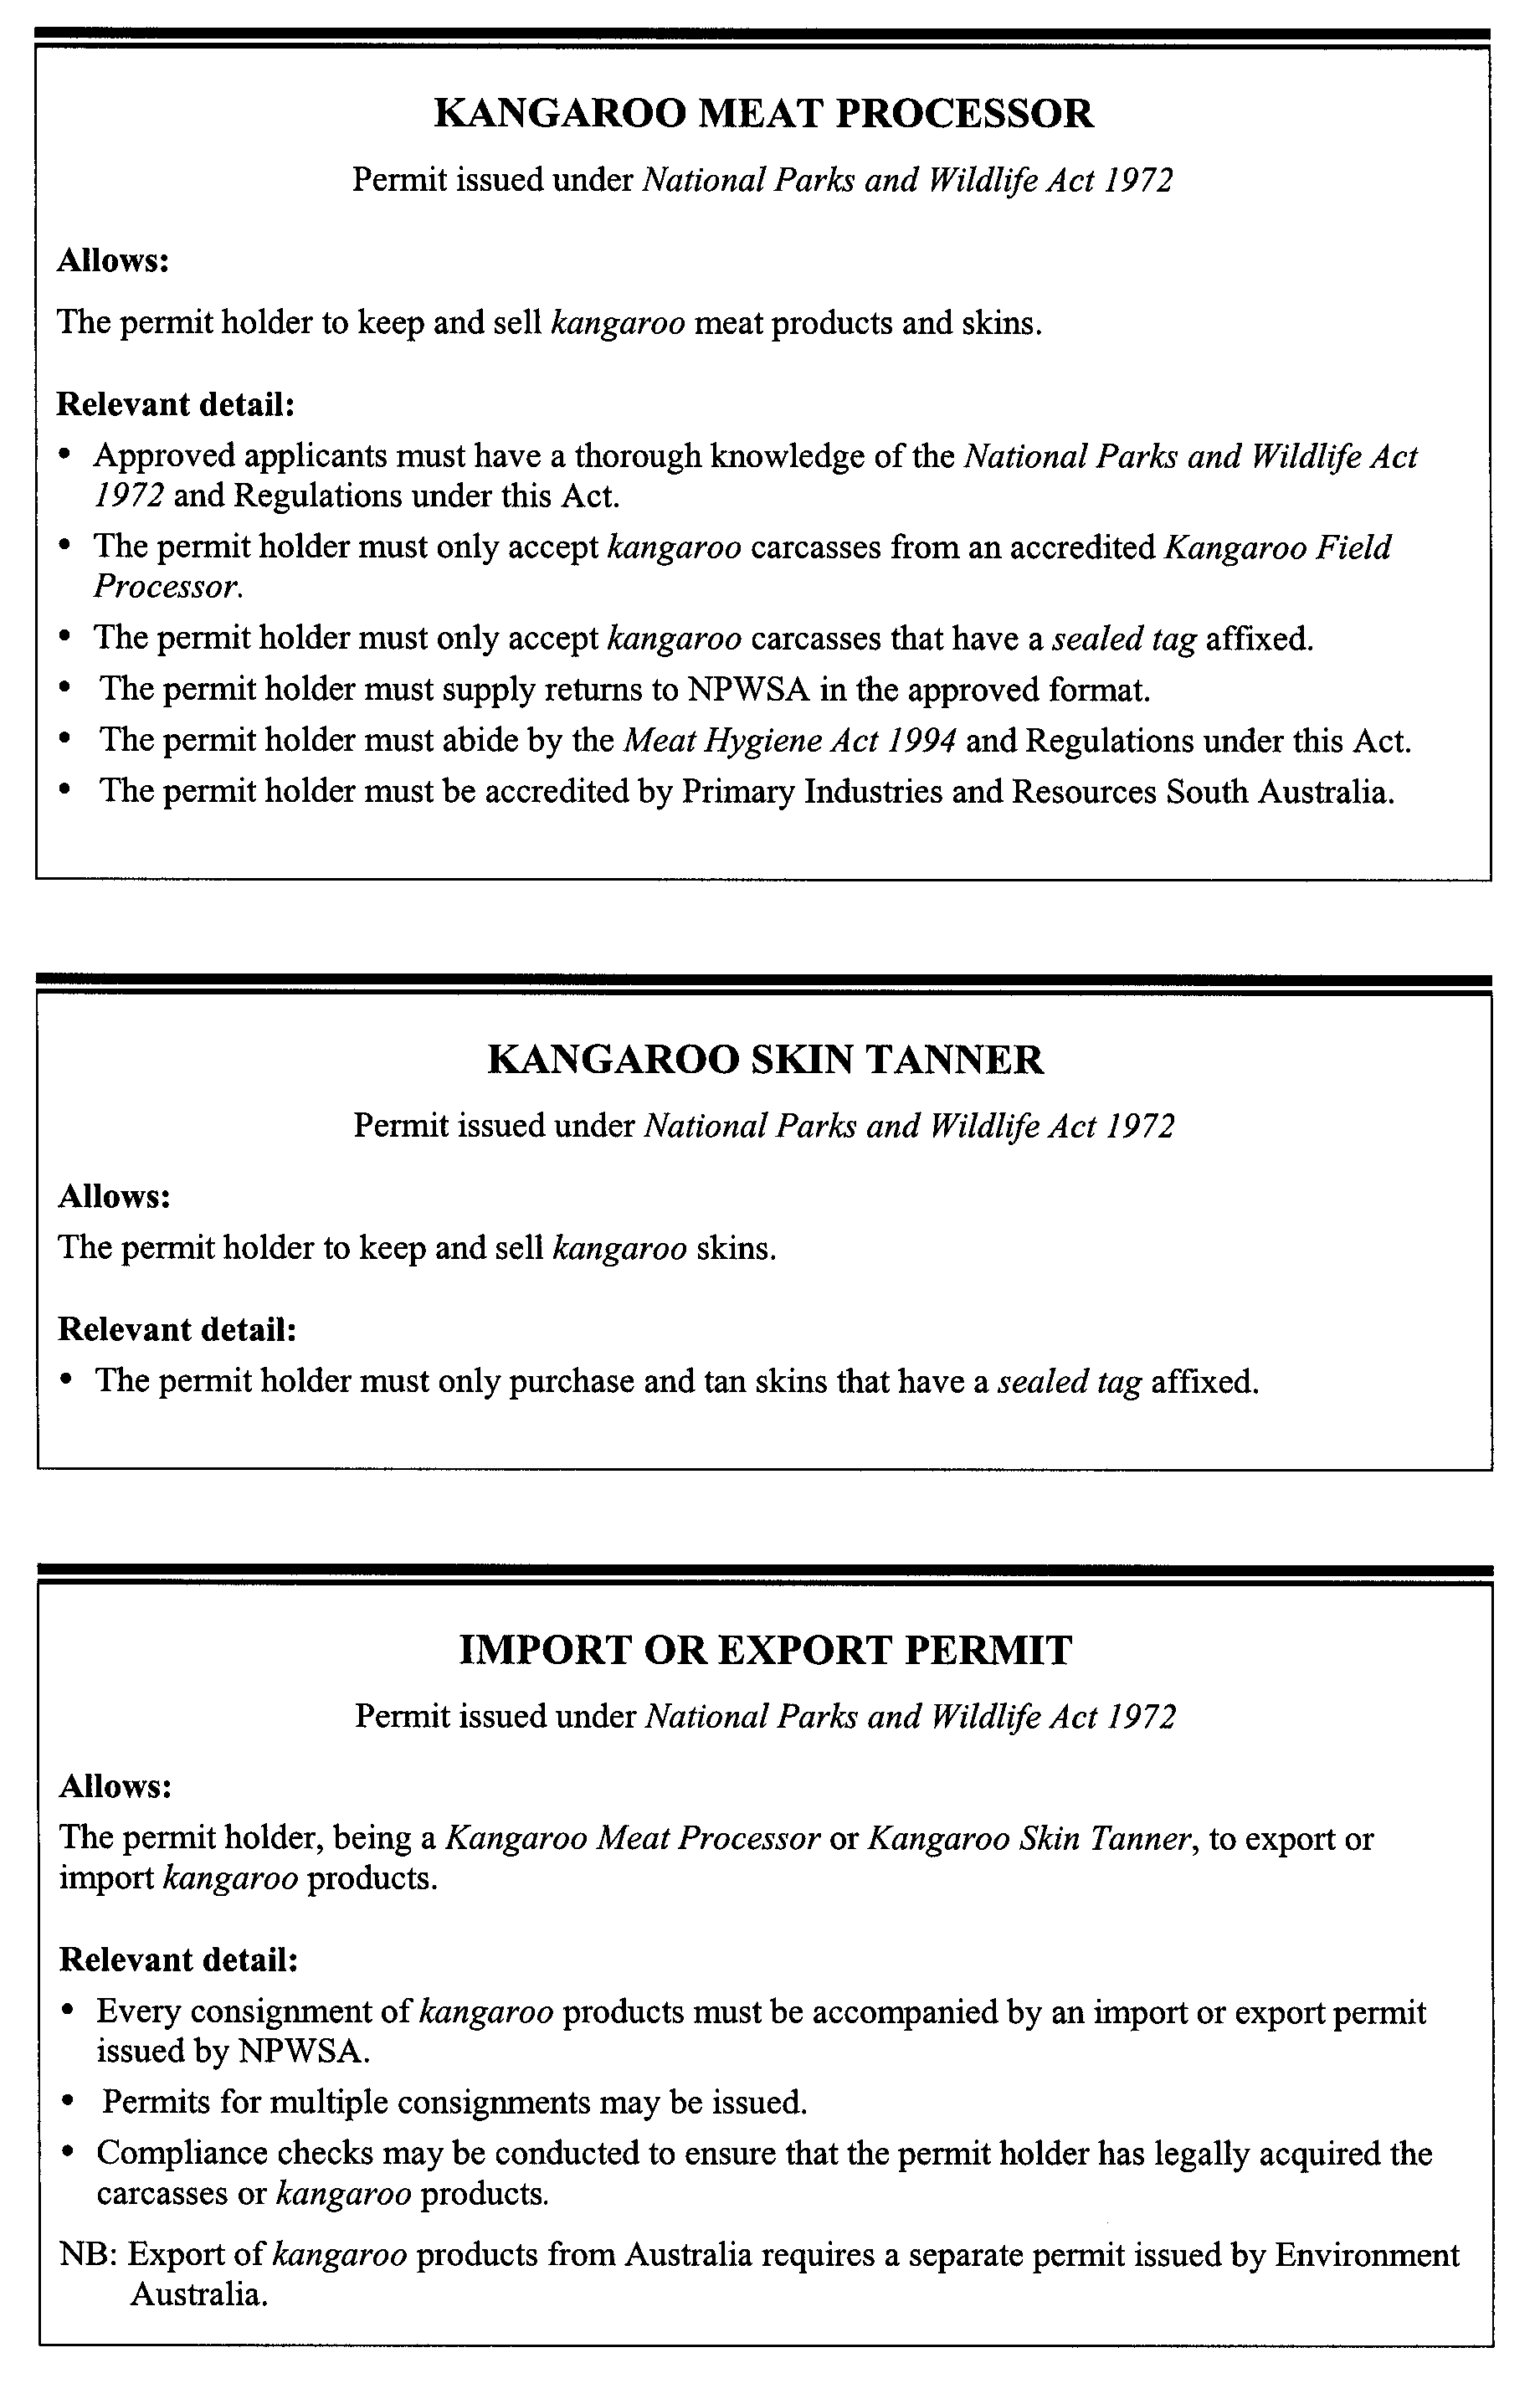 KANGAROO MEAT PROCESSOR
Permit issued under National Parks and Wildlife Act 1972
Allows:
The permit holder to keep and sell kangaroo meat products and skins.
Relevant detail:
• Approved applicants must have a thorough knowledge of the National Parks and Wildlife Act
1972 and Regulations under this Act.
• The permit holder must only accept kangaroo carcasses from an accredited Kangaroo Field
Processor.
• The permit holder must only accept kangaroo carcasses that have a sealed tag affixed.
• The permit holder must supply returns to NPWSA in the approved format.
• The permit holder must abide by the Meat Hygiene Act 1994 and Regulations under this Act.
• The permit holder must be accredited by Primary Industries and Resources South Australia.
KANGAROO SKIN TANNER
Permit issued under National Parks and Wildlife Act 1972
Allows:
The permit holder to keep and sell kangaroo skins.
Relevant detail:
• The permit holder must only purchase and tan skins that have a sealed tag affixed.
IMPORT OR EXPORT PERMIT
Permit issued under National Parks and Wildlife Act 1972
Allows:
The permit holder, being a Kangaroo Meat Processor or Kangaroo Skin Tanner, to export or
import kangaroo products.
Relevant detail:
• Every consignment of kangaroo products must be accompanied by an import or export permit
issued by NPWSA.
• Permits for multiple consignments may be issued.
• Compliance checks may be conducted to ensure that the permit holder has legally acquired the
carcasses or kangaroo products.
NB: Export of kangaroo products from Australia requires a separate permit issued by Environment
Australia.